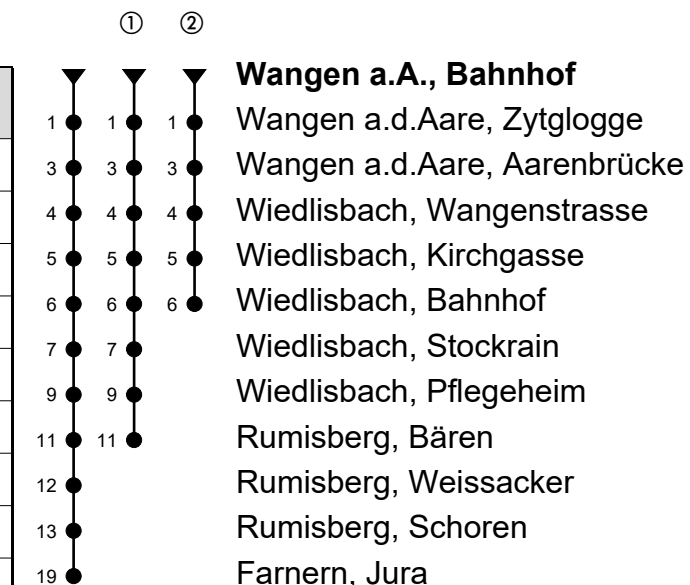 ① ②
Wangen a.A., Bahnhof
1 1 1 Wangen a.d.Aare, Zytglogge
3 3 3 Wangen a.d.Aare, Aarenbrücke
4 4 4 Wiedlisbach, Wangenstrasse
5 5 5 Wiedlisbach, Kirchgasse
6 6 6 Wiedlisbach, Bahnhof
7 7 Wiedlisbach, Stockrain
9 9 Wiedlisbach, Pflegeheim
11 11 Rumisberg, Bären
12 Rumisberg, Weissacker
13 Rumisberg, Schoren
19 Farnern, Jura